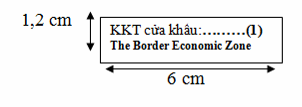 1,2 cm
KKT cửa khẩu:………(1)
The Border Economic Zone
6 cm